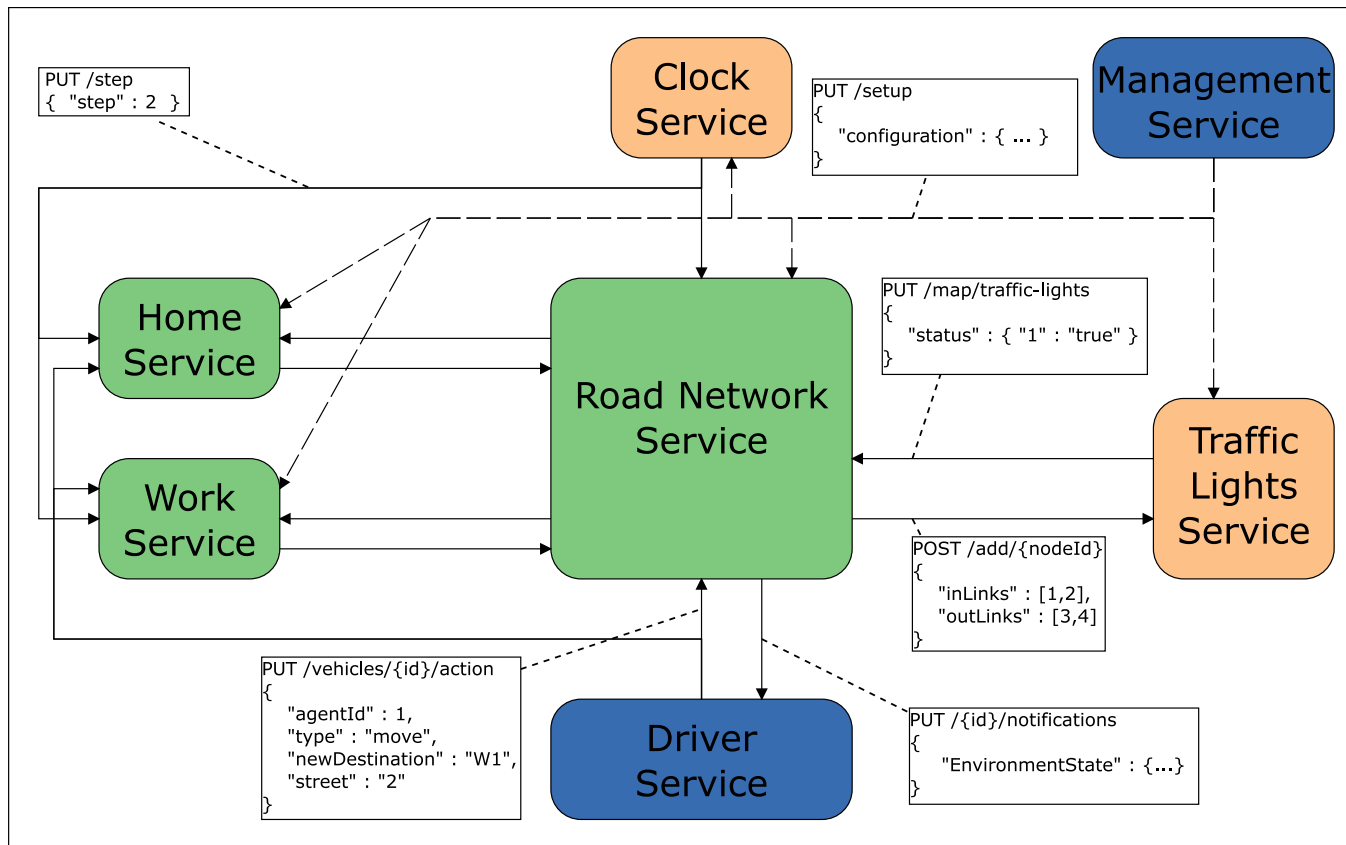 PUT /step
{ "step" : 2 }
Clock
Service
PUT /setup
{
"configuration" : { ... }
}
Management
Service
Home
Service
Road Network
Service
PUT /map/traffic-lights
{
"status" : { "1" : "true" }
}
Traffic
Lights
Service
Work
Service
POST /add/{nodeId}
{
"inLinks" : [1,2],
"outLinks" : [3,4]
}
PUT /vehicles/{id}/action
{
"agentId" : 1,
"type" : "move",
"newDestination" : "W1",
"street" : "2"
}
Driver
Service
PUT /{id}/notifications
{
"EnvironmentState" : {...}
}